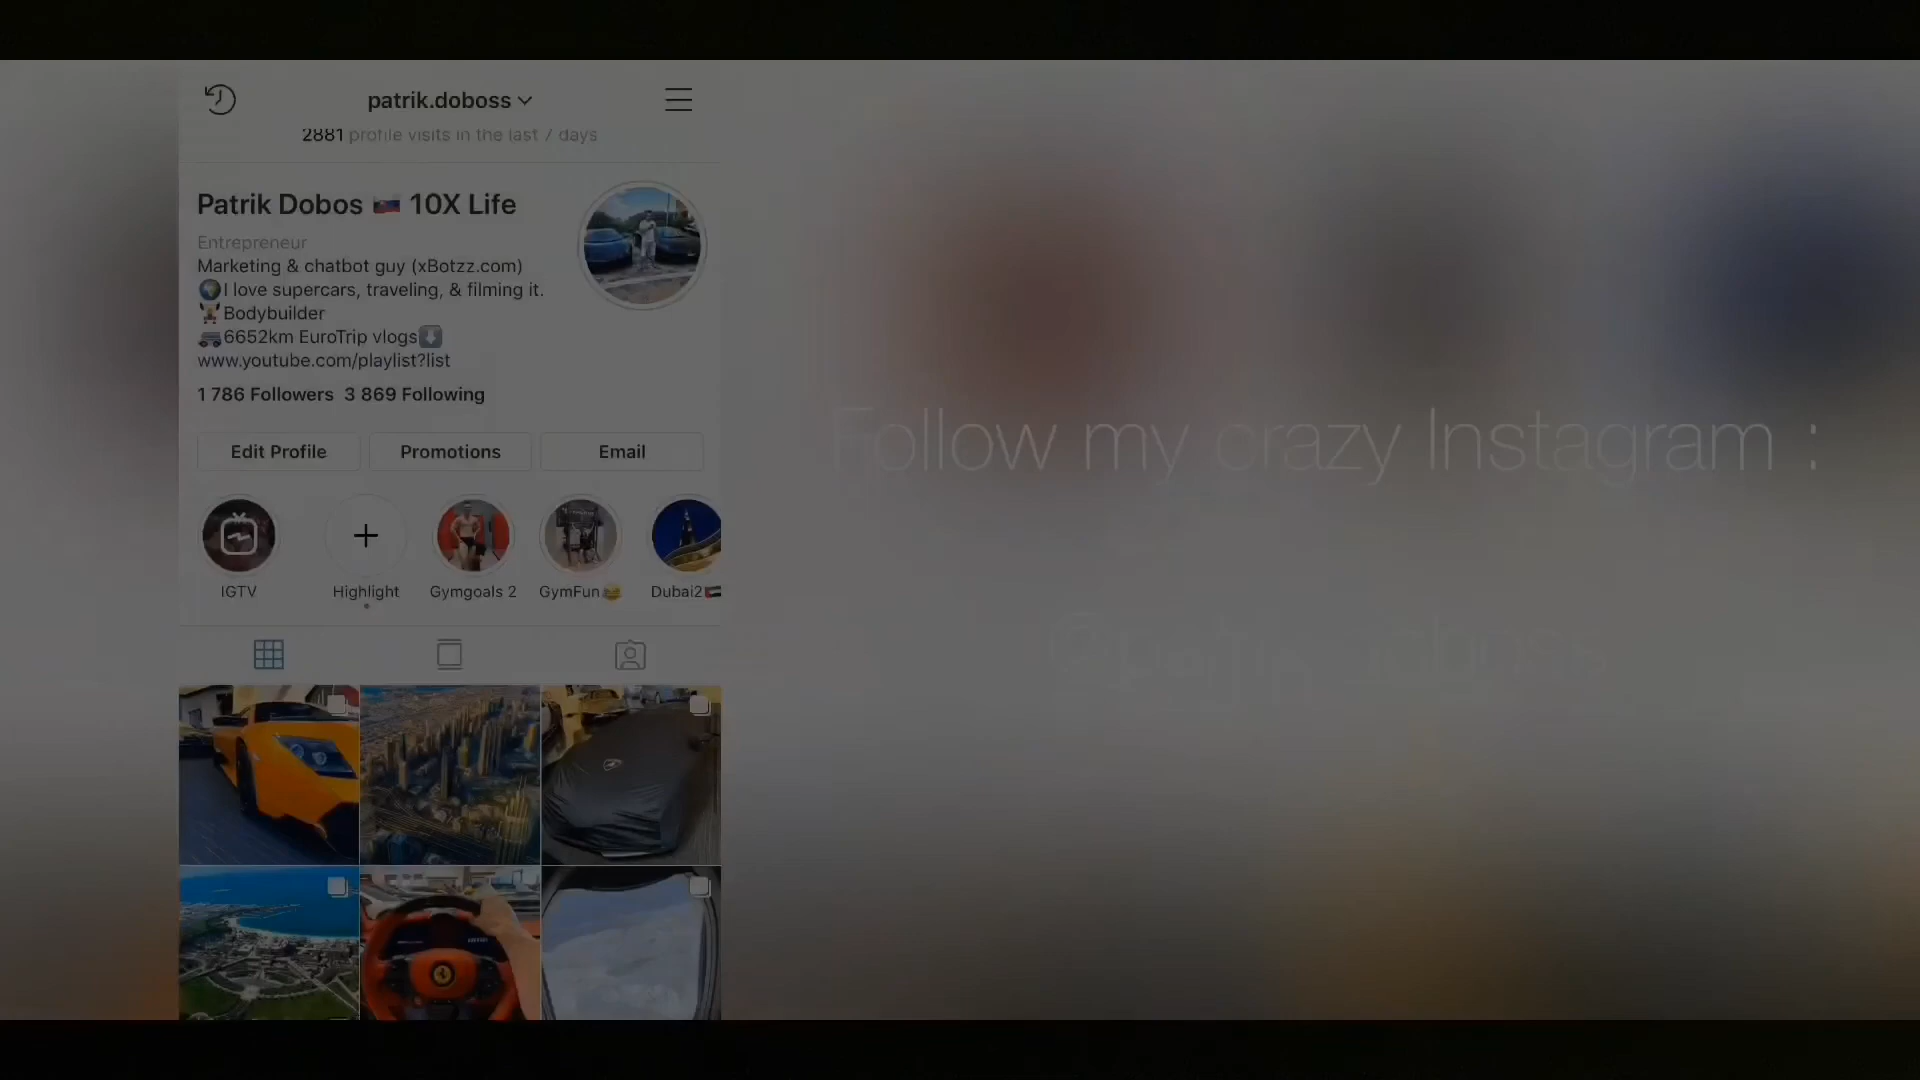 patrik.doboss
2881 profile visits in the last 7 days
Patrik Dobos 🇸🇰 10X Life
Entrepreneur
Marketing & chatbot guy (xBotzz.com)
🌍I love supercars, traveling, & filming it.
🏋Bodybuilder
🚙6652km EuroTrip vlogs⬇️
www.youtube.com/playlist?list
1 786 Followers 3 869 Following
Edit Profile Promotions Email
IGTV Highlight Gymgoals 2 GymFun😂 Dubai2🇦🇪
Follow my crazy Instagram :
@patrik.doboss